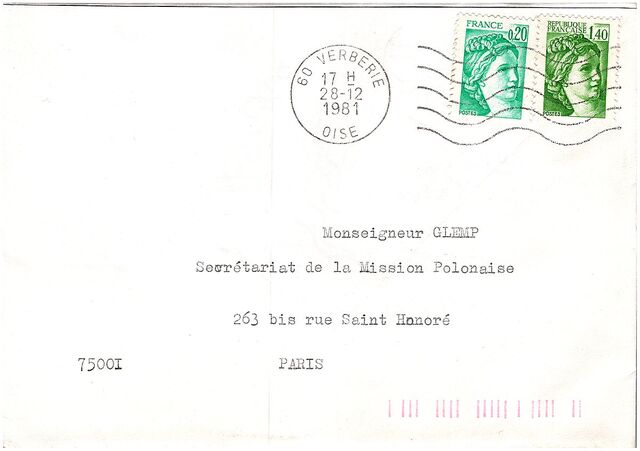 FRANCE
0,20
POSTES
REPUBLIQUE
FRANÇAISE
1,40
POSTES
60 VERBERIE
17 H
28-12
1981
OISE
Monseigneur GLEMP
Secrétariat de la Mission Polonaise
263 bis rue Saint Honoré
7500I PARIS